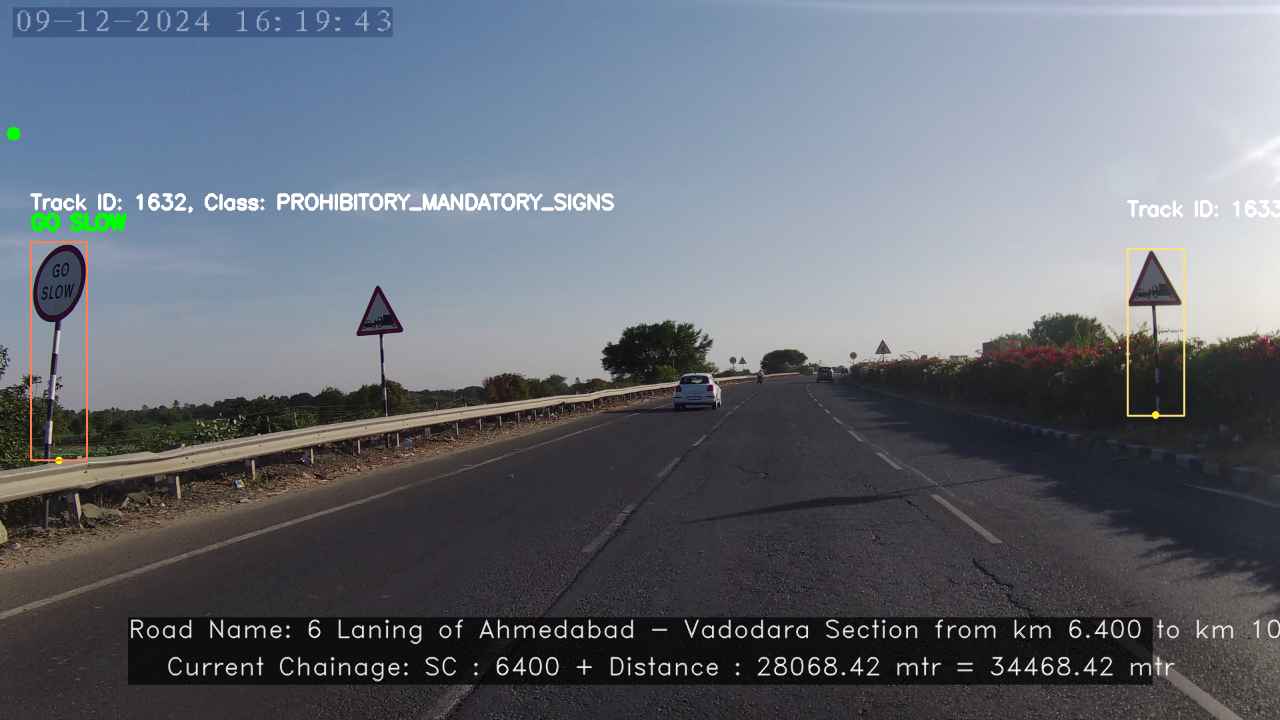 09-12-2024 16:19:43
Track ID: 1632, Class: PROHIBITORY_MANDATORY_SIGNS
GO SLOW
Track ID: 1633
GO
SLOW
Road Name: 6 Laning of Ahmedabad - Vadodara Section from km 6.400 to km 10
Current Chainage: SC : 6400 + Distance : 28068.42 mtr = 34468.42 mtr